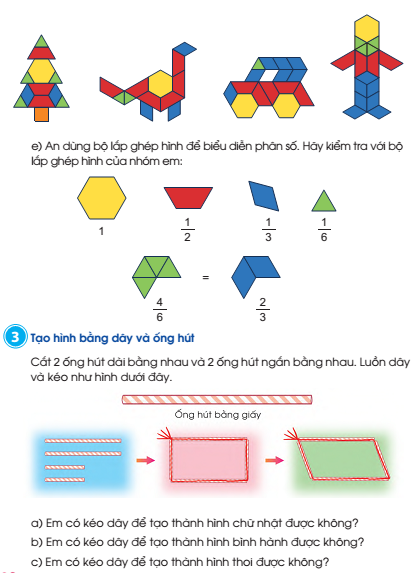 e) An dùng bộ lắp ghép hình để biểu diễn phân số. Hãy kiểm tra với bộ
lắp ghép hình của nhóm em:
1
1/2
1/3
1/6
=
4/6
2/3
3 Tạo hình bằng dây và ống hút
Cắt 2 ống hút dài bằng nhau và 2 ống hút ngắn bằng nhau. Luồn dây
và kéo như hình dưới đây.
Ống hút bằng giấy
a) Em có kéo dây để tạo thành hình chữ nhật được không?
b) Em có kéo dây để tạo thành hình bình hành được không?
c) Em có kéo dây để tạo thành hình thoi được không?